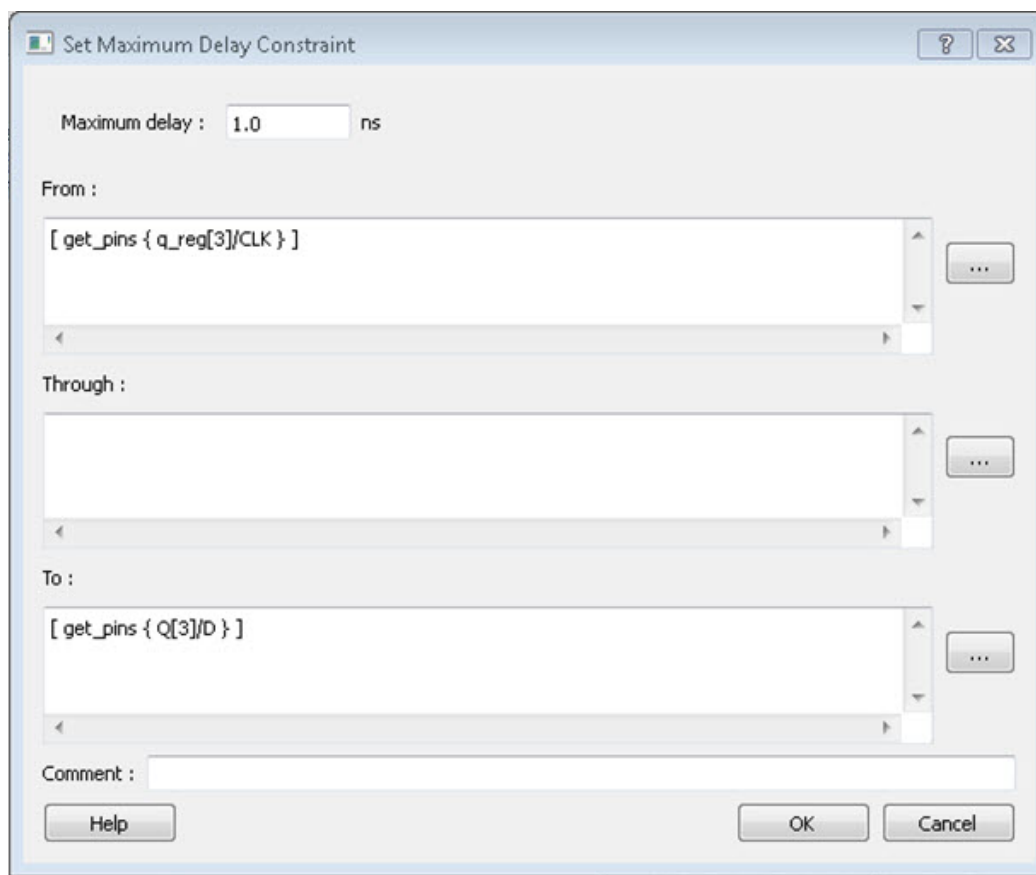 Set Maximum Delay Constraint
Maximum delay : 1.0 ns
From :
[ get_pins { q_reg[3]/CLK } ]
...
Through :
...
To :
[ get_pins { Q[3]/D } ]
...
Comment :
Help OK Cancel